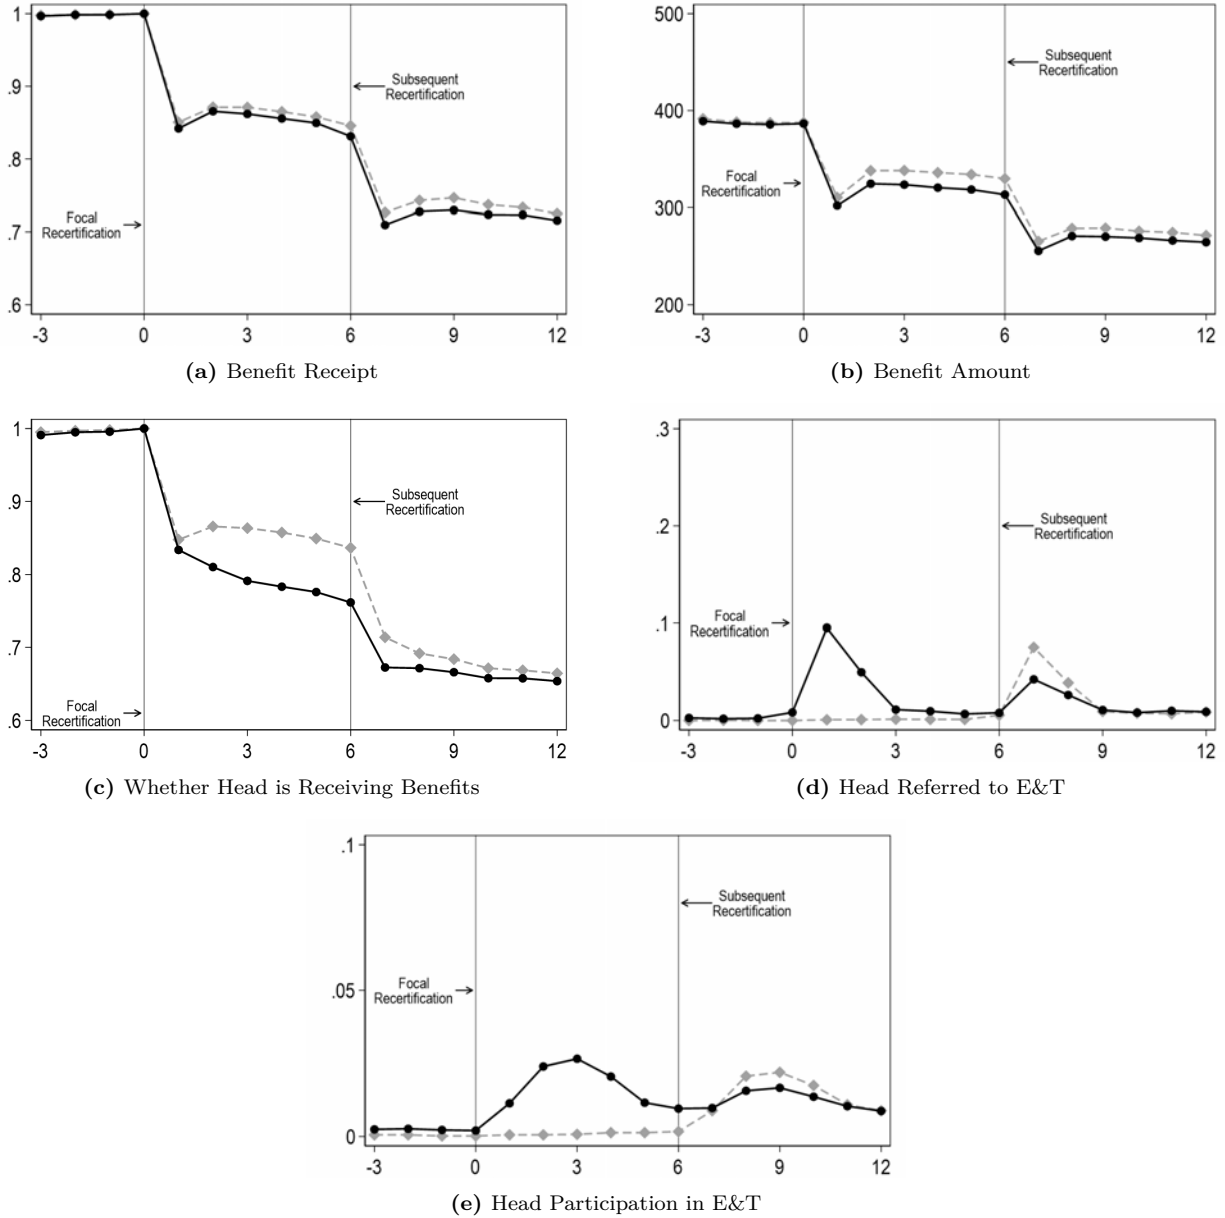 1
.9
.8
.7
.6
Focal
Recertification
Subsequent
Recertification
-3 0 3 6 9 12
(a) Benefit Receipt
500
400
300
200
Focal
Recertification
Subsequent
Recertification
-3 0 3 6 9 12
(b) Benefit Amount
1
.9
.8
.7
.6
Focal
Recertification
Subsequent
Recertification
-3 0 3 6 9 12
(c) Whether Head is Receiving Benefits
.3
.2
.1
0
Focal
Recertification
Subsequent
Recertification
-3 0 3 6 9 12
(d) Head Referred to E&T
.1
.05
0
Focal
Recertification
Subsequent
Recertification
-3 0 3 6 9 12
(e) Head Participation in E&T